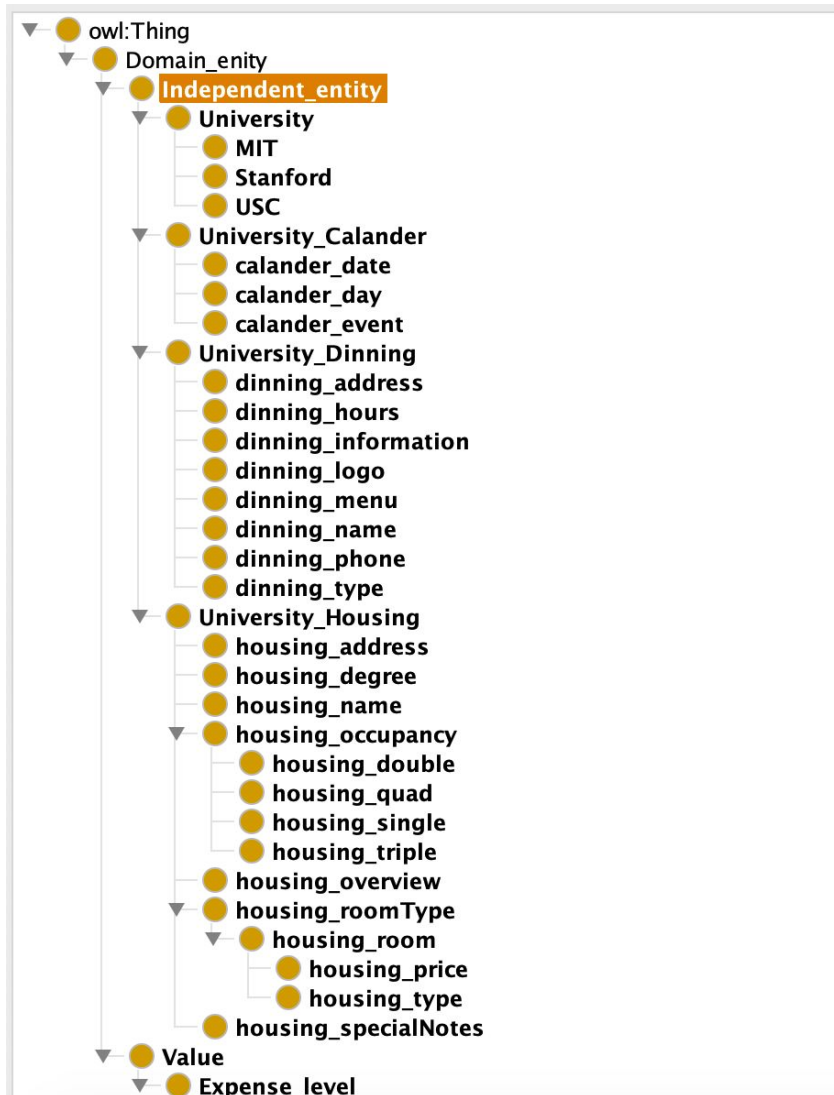 owl:Thing
Domain_enity
Independent_entity
University
MIT
Stanford
USC
University_Calander
calander_date
calander_day
calander_event
University_Dinning
dinning_address
dinning_hours
dinning_information
dinning_logo
dinning_menu
dinning_name
dinning_phone
dinning_type
University_Housing
housing_address
housing_degree
housing_name
housing_occupancy
housing_double
housing_quad
housing_single
housing_triple
housing_overview
housing_roomType
housing_room
housing_price
housing_type
housing_specialNotes
Value
Expense_level